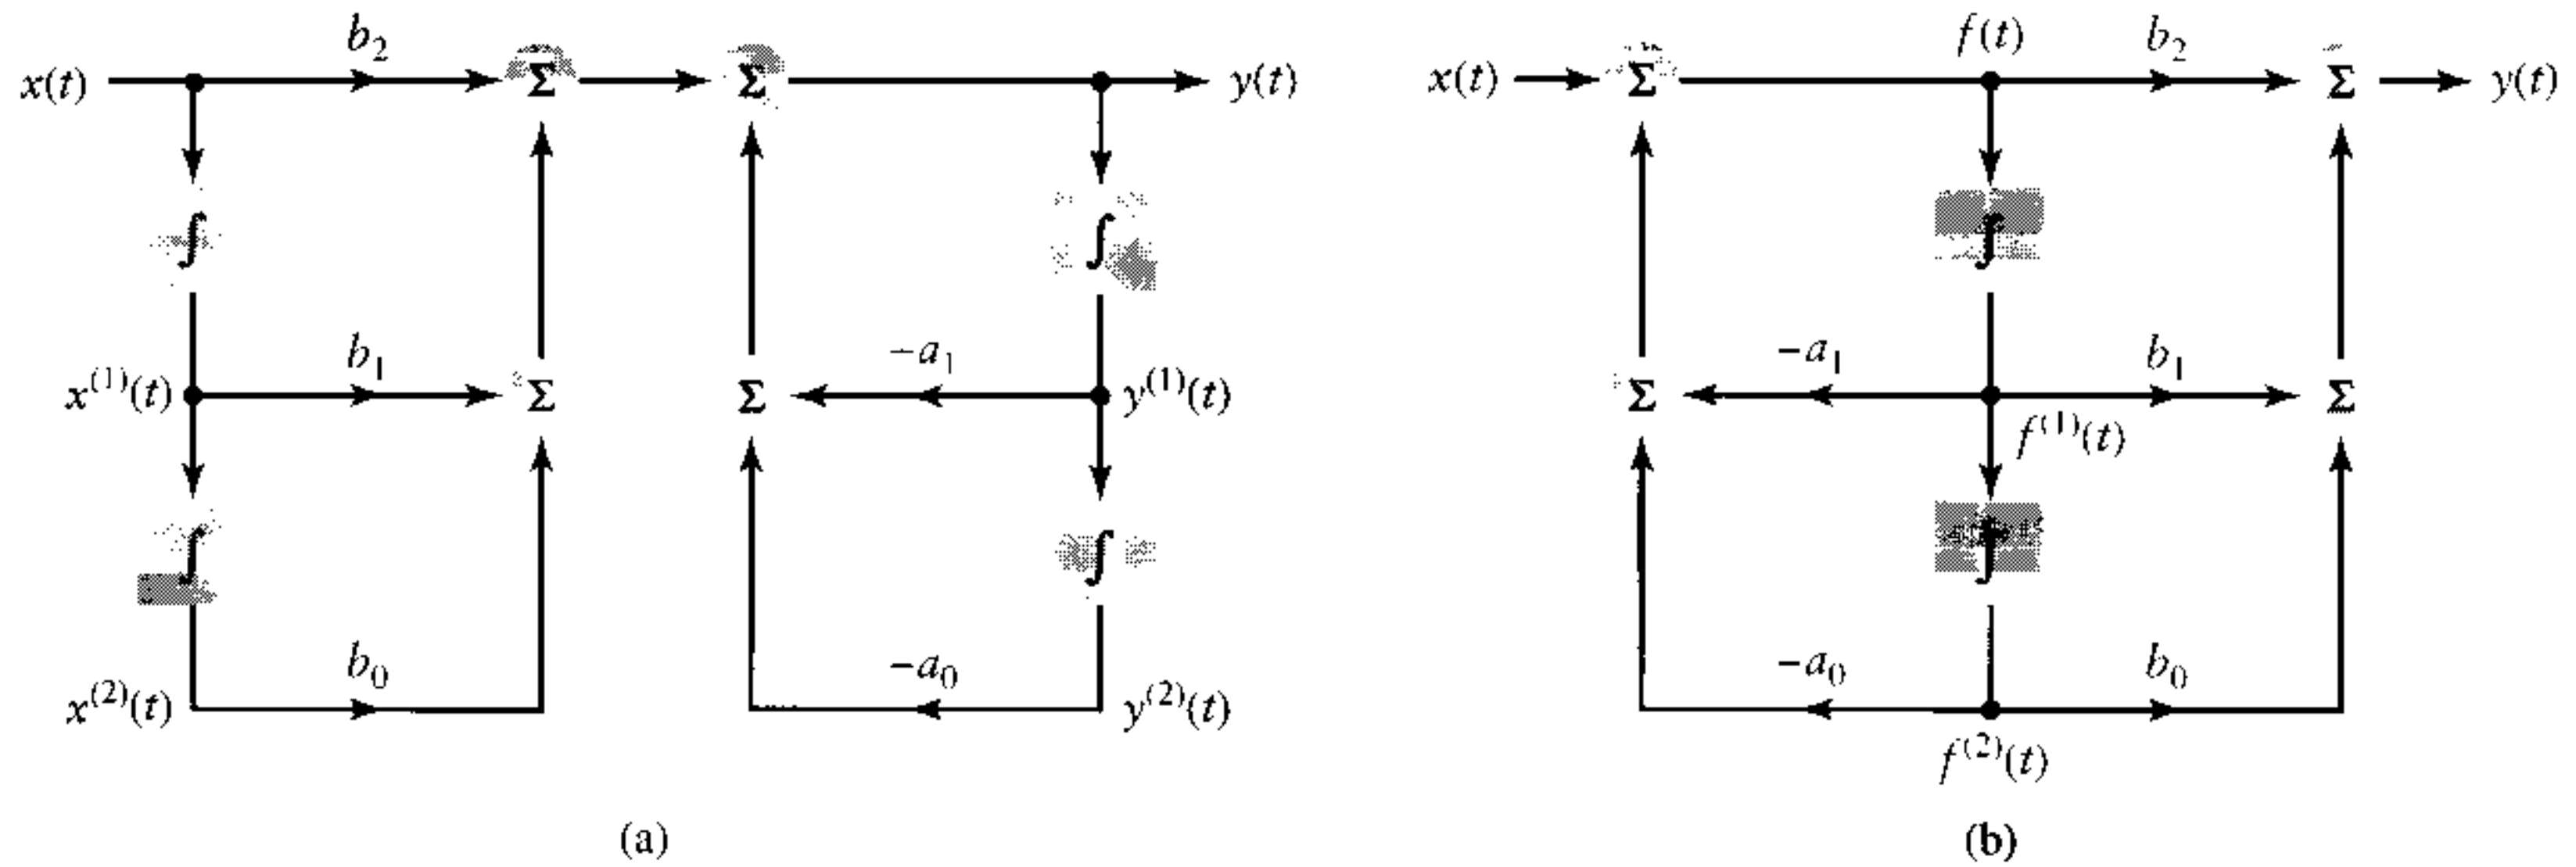 b₂ f(t) b₂
x(t) Σ Σ y(t) x(t) Σ Σ y(t)
∫ ∫ ∫
b₁ −a₁ −a₁ b₁
x⁽¹⁾(t) Σ Σ y⁽¹⁾(t) Σ Σ
f⁽¹⁾(t)
∫ ∫ ∫
b₀ −a₀ −a₀ b₀
x⁽²⁾(t) y⁽²⁾(t)
f⁽²⁾(t)
(a) (b)